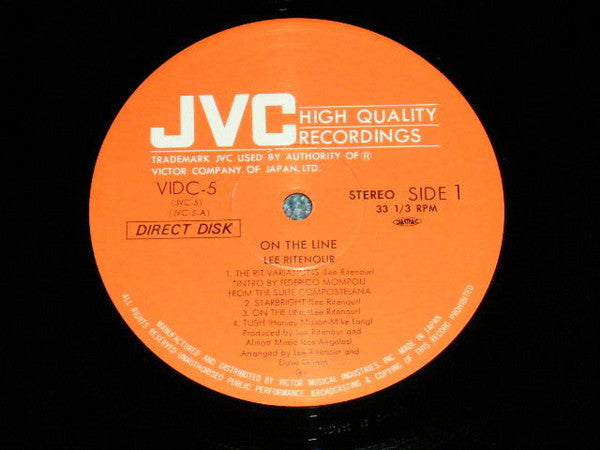 JVC
HIGH QUALITY
RECORDINGS
TRADEMARK JVC USED BY AUTHORITY OF ®
VICTOR COMPANY OF JAPAN, LTD.
VIDC-5
(JVC-5)
(JVC-5-A)
DIRECT DISK
STEREO SIDE 1
33 1/3 RPM
JASRAC
ON THE LINE
LEE RITENOUR
1. THE RIT VARIATIONS (Lee Ritenour)
*INTRO BY FEDERICO MOMPOU
FROM THE SUITE COMPOSTELANA
2. STARBRIGHT (Lee Ritenour)
3. ON THE LINE (Lee Ritenour)
4. TUSH (Harvey Mason-Mike Lang)
Produced by Lee Ritenour and
Almost Music (Los Angeles)
Arranged by Lee Ritenour and
Dave Grusin
MANUFACTURED AND DISTRIBUTED BY VICTOR MUSICAL INDUSTRIES, INC. MADE IN JAPAN
ALL RIGHTS RESERVED UNAUTHORISED PUBLIC PERFORMANCE, BROADCASTING & COPYING OF THIS RECORD PROHIBITED